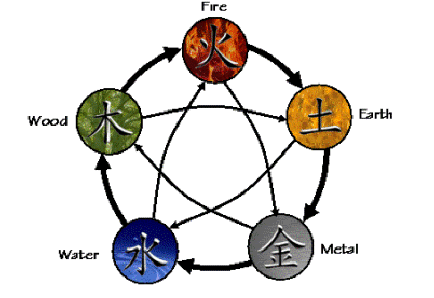 Fire
火
Wood
木
土
Earth
Water
水
金
Metal